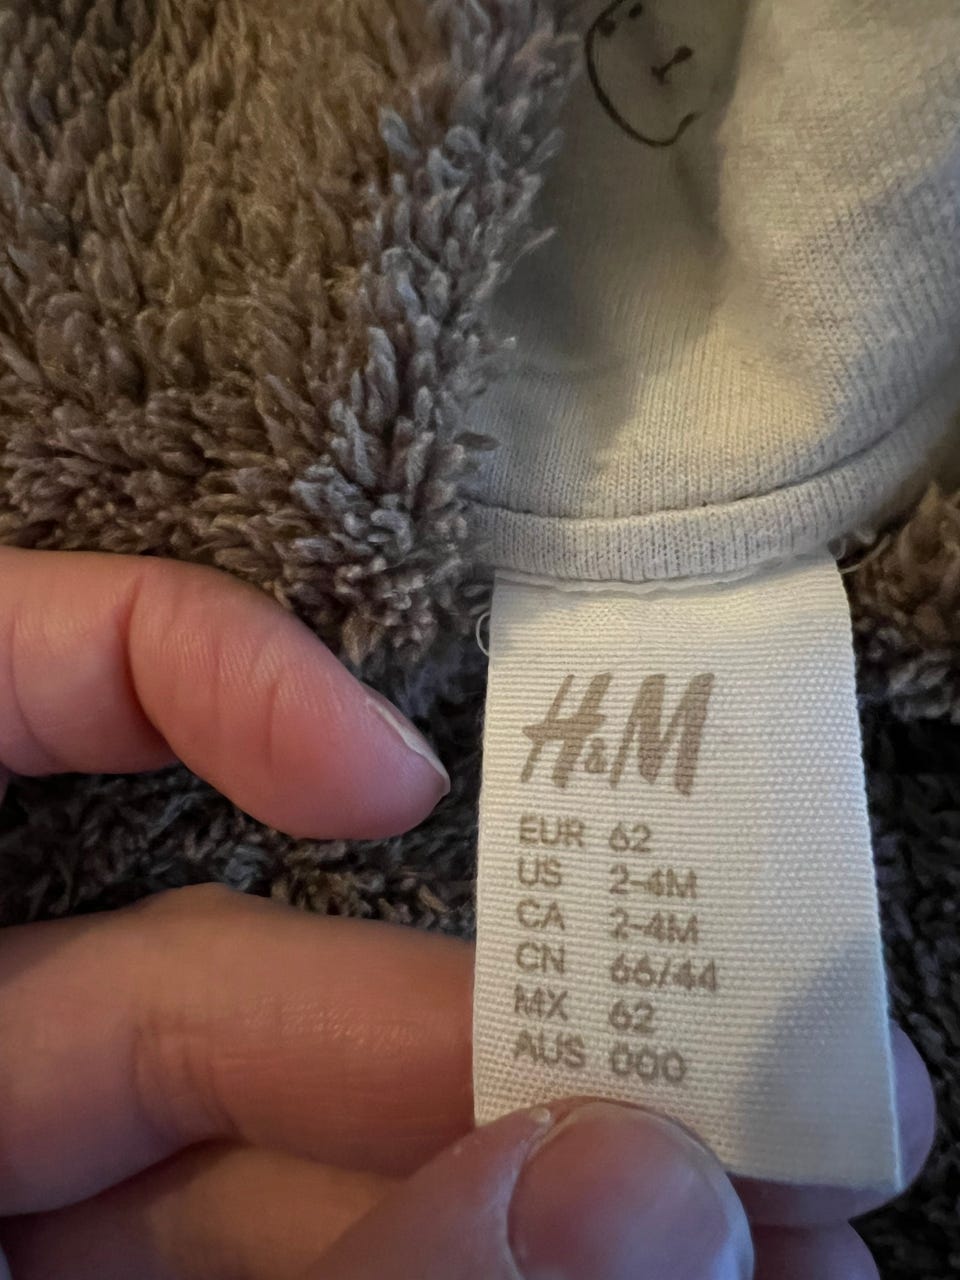 H&M
EUR 62
US 2-4M
CA 2-4M
CN 66/44
MX 62
AUS 000